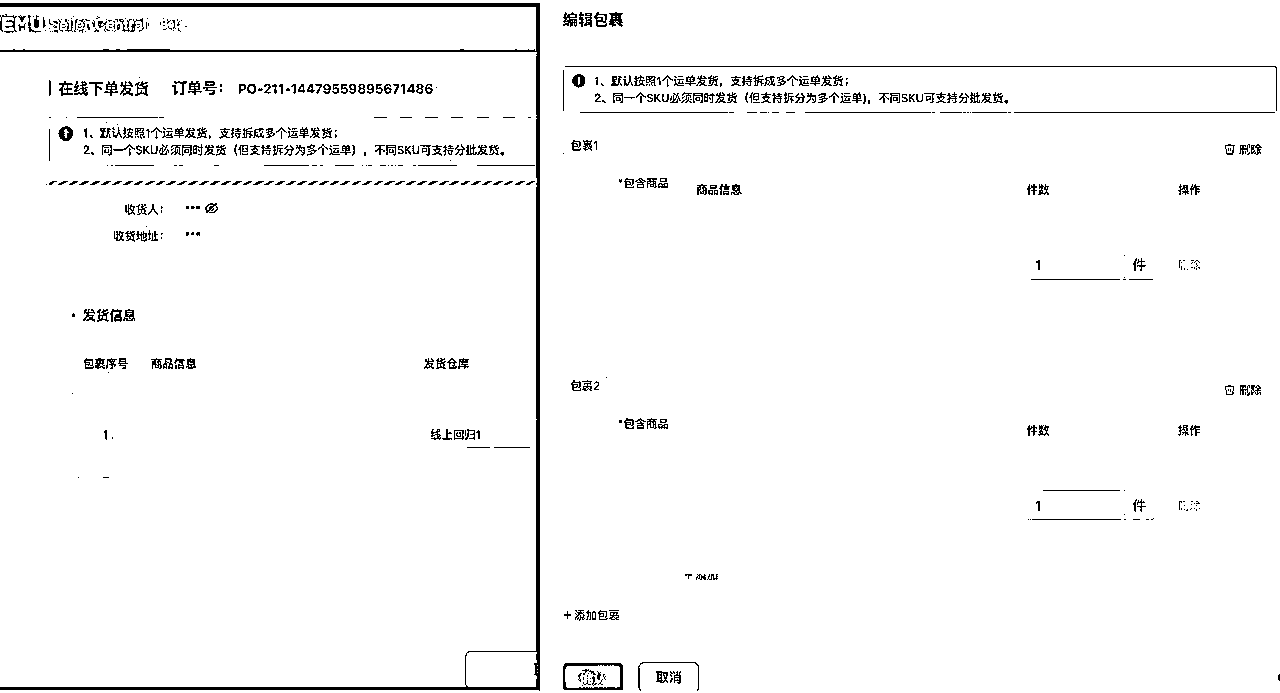 TEMU Seller Central
在线下单发货 订单号： PO-211-14479559895671486
1、默认按照1个运单发货，支持拆成多个运单发货；
2、同一个SKU必须同时发货（但支持拆分为多个运单），不同SKU可支持分批发货。
收货人： ***
收货地址： ***
• 发货信息
包裹序号 商品信息 发货仓库
1. 线上回归1
编辑包裹
1、默认按照1个运单发货，支持拆成多个运单发货；
2、同一个SKU必须同时发货（但支持拆分为多个运单)，不同SKU可支持分批发货。
包裹1 删除
*包含商品 商品信息 件数 操作
1 件 删除
包裹2 删除
*包含商品 件数 操作
1 件 删除
+ 添加包裹
确认 取消